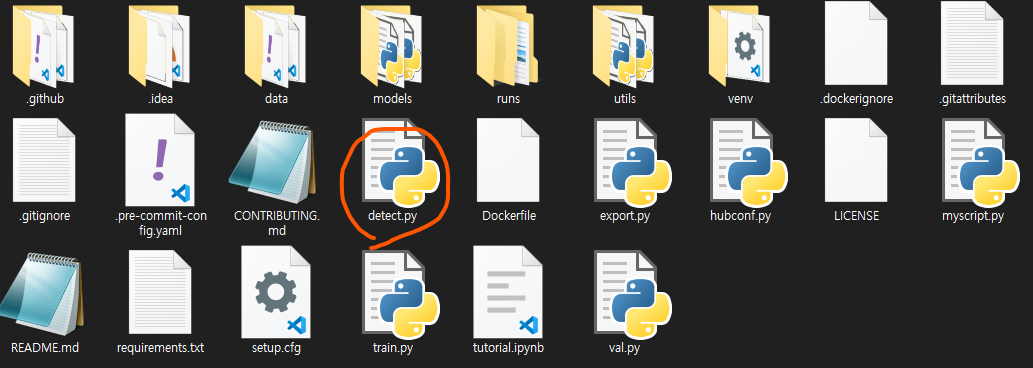 .github
.idea
data
models
runs
utils
venv
.dockerignore
.gitattributes
.gitignore
.pre-commit-con
fig.yaml
CONTRIBUTING.
md
detect.py
Dockerfile
export.py
hubconf.py
LICENSE
myscript.py
README.md
requirements.txt
setup.cfg
train.py
tutorial.ipynb
val.py